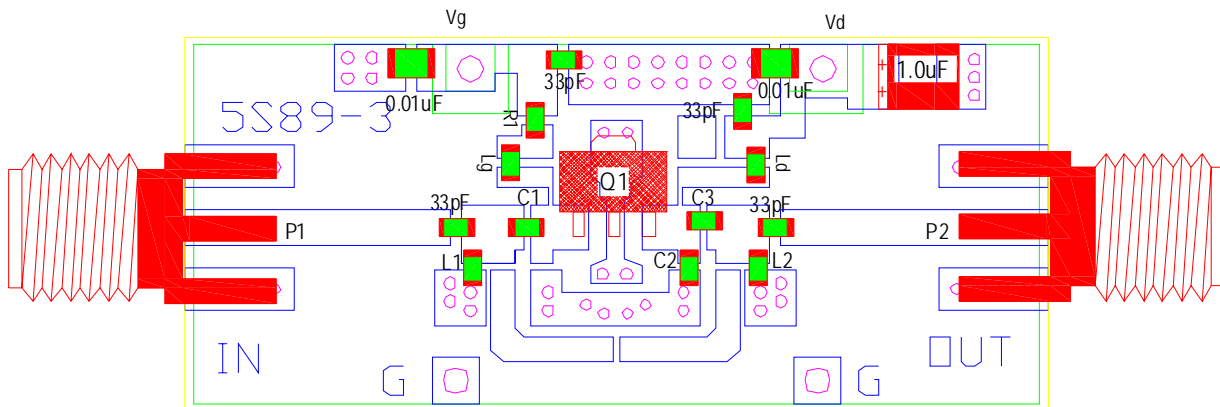 Vg
Vd
1.0uF
33pF
0.01uF
0.01uF
33pF
5S89-3
R1
Lg
Ld
Q1
C1
C3
33pF
33pF
P1
P2
L1
C2
L2
IN
OUT
G
G
+
+